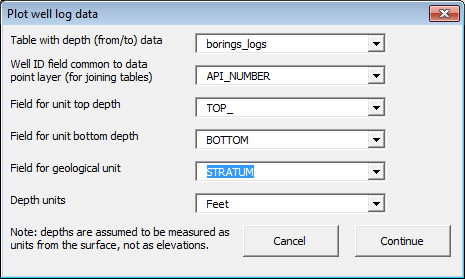 Plot well log data
Table with depth (from/to) data
borings_logs
Well ID field common to data
point layer (for joining tables)
API_NUMBER
Field for unit top depth
TOP_
Field for unit bottom depth
BOTTOM
Field for geological unit
STRATUM
Depth units
Feet
Note: depths are assumed to be measured as
units from the surface, not as elevations.
Cancel
Continue